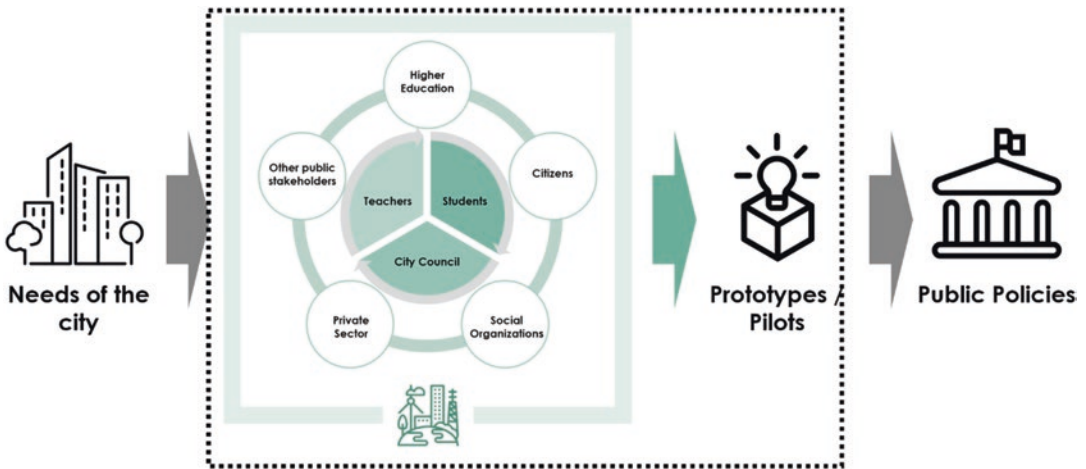 Higher
Education
Other public
stakeholders
Citizens
Teachers
Students
City Council
Private
Sector
Social
Organizations
Needs of the
city
Prototypes /
Pilots
Public Policies